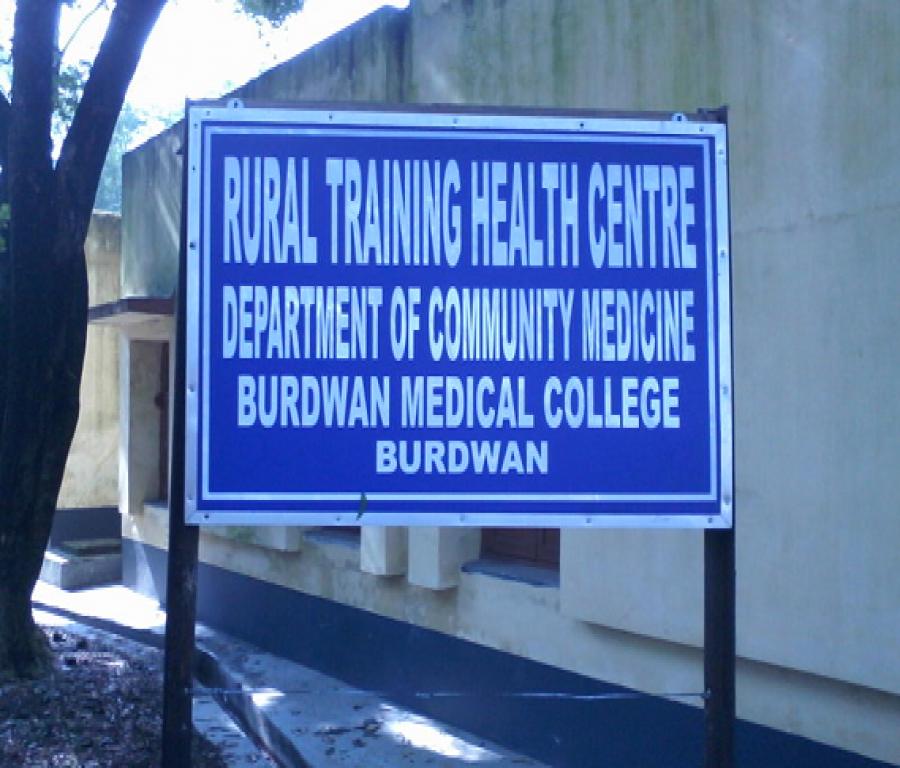 RURAL TRAINING HEALTH CENTRE
DEPARTMENT OF COMMUNITY MEDICINE
BURDWAN MEDICAL COLLEGE
BURDWAN